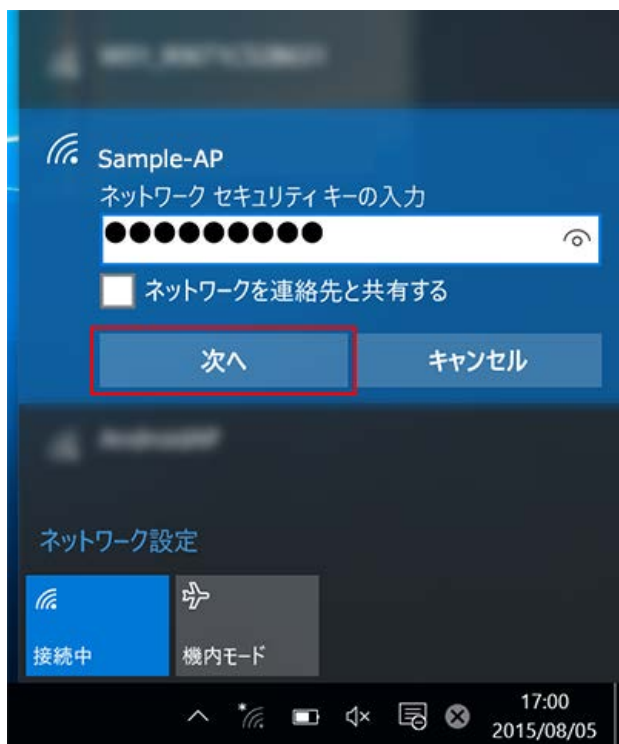 Sample-AP
ネットワーク セキュリティ キーの入力
●●●●●●●●●
ネットワークを連絡先と共有する
次へ
キャンセル
ネットワーク設定
接続中
機内モード
17:00
2015/08/05